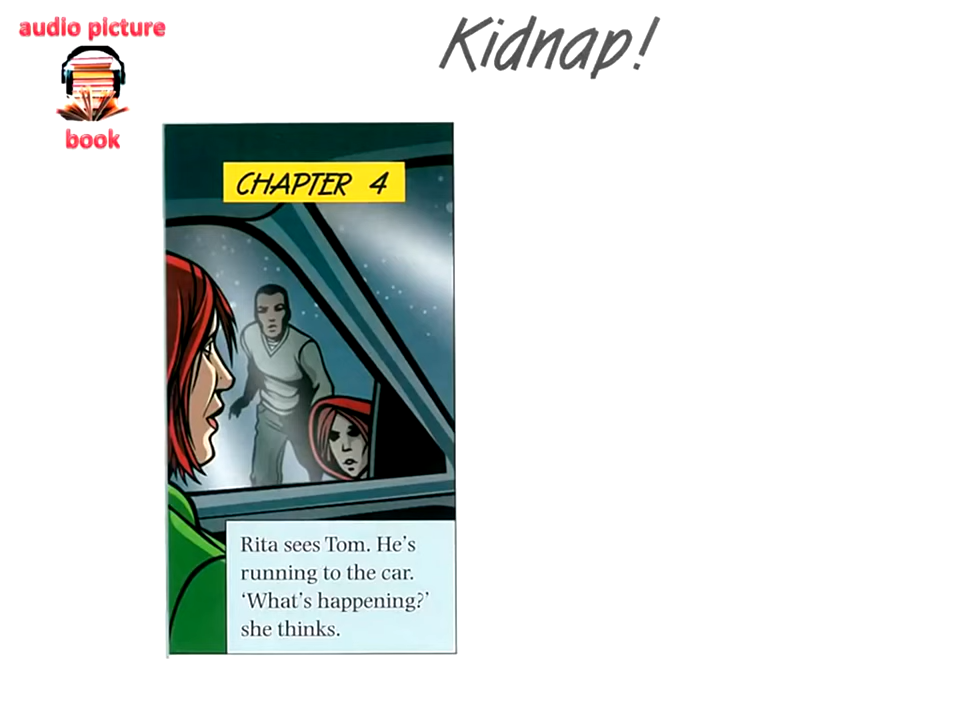 audio picture
book
Kidnap!
CHAPTER 4
Rita sees Tom. He's
running to the car.
‘What's happening?’
she thinks.